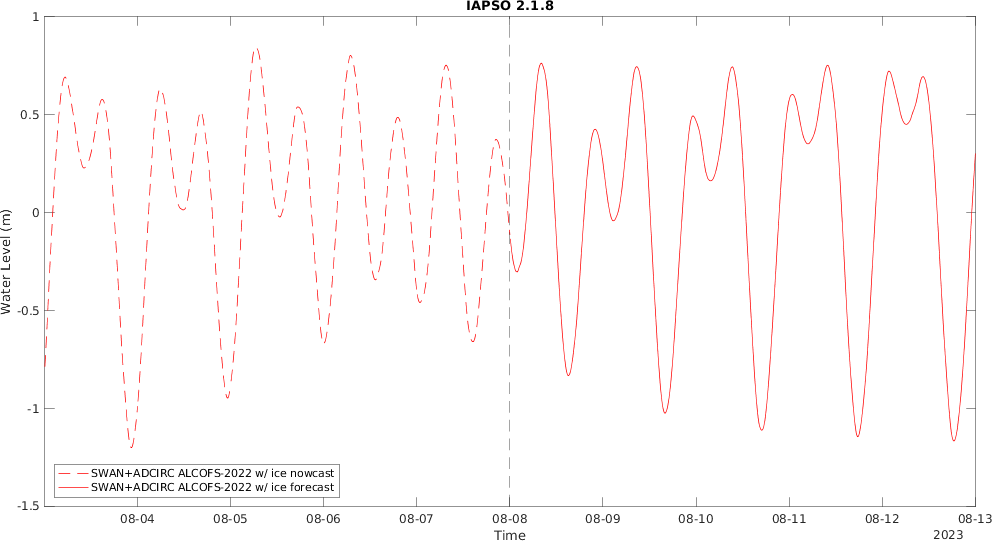 IAPSO 2.1.8
1
0.5
0
-0.5
-1
-1.5
Water Level (m)
SWAN+ADCIRC ALCOFS-2022 w/ ice nowcast
SWAN+ADCIRC ALCOFS-2022 w/ ice forecast
08-04 08-05 08-06 08-07 08-08 08-09 08-10 08-11 08-12 08-13
Time
2023